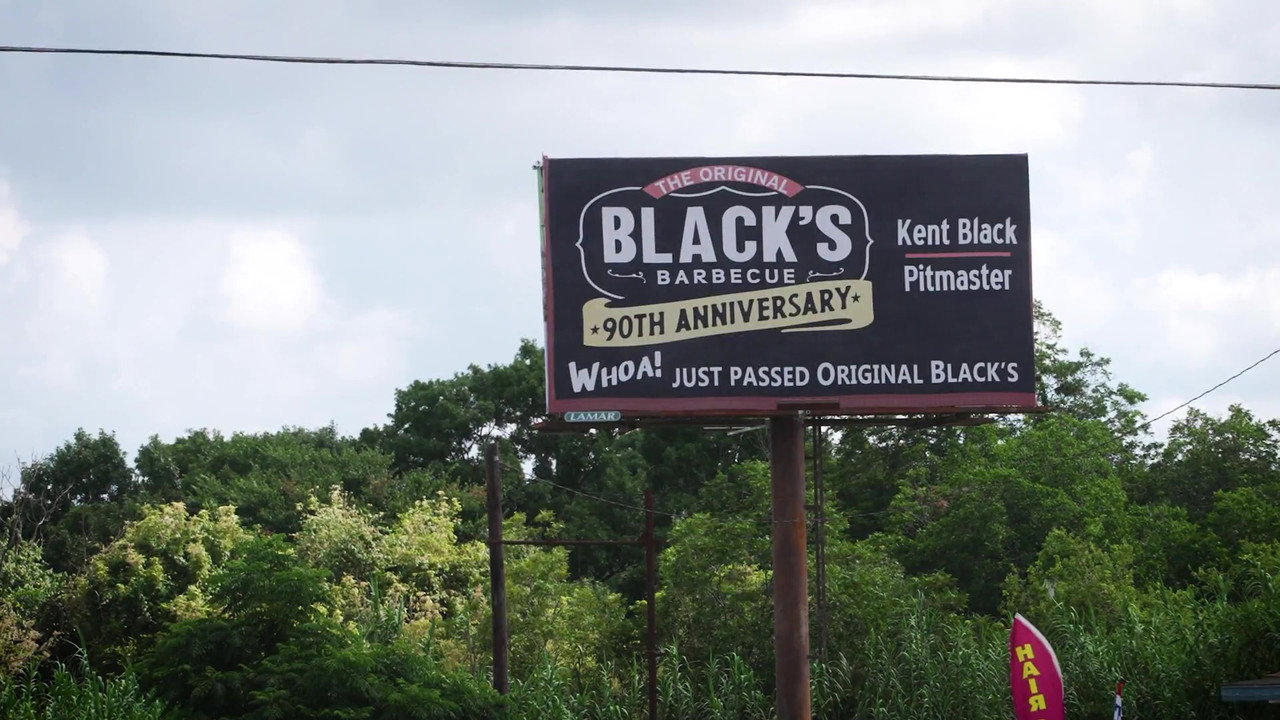 THE ORIGINAL
BLACK'S
BARBECUE
90TH ANNIVERSARY
Kent Black
Pitmaster
WHOA! JUST PASSED ORIGINAL BLACK'S
LAMAR
HAIR